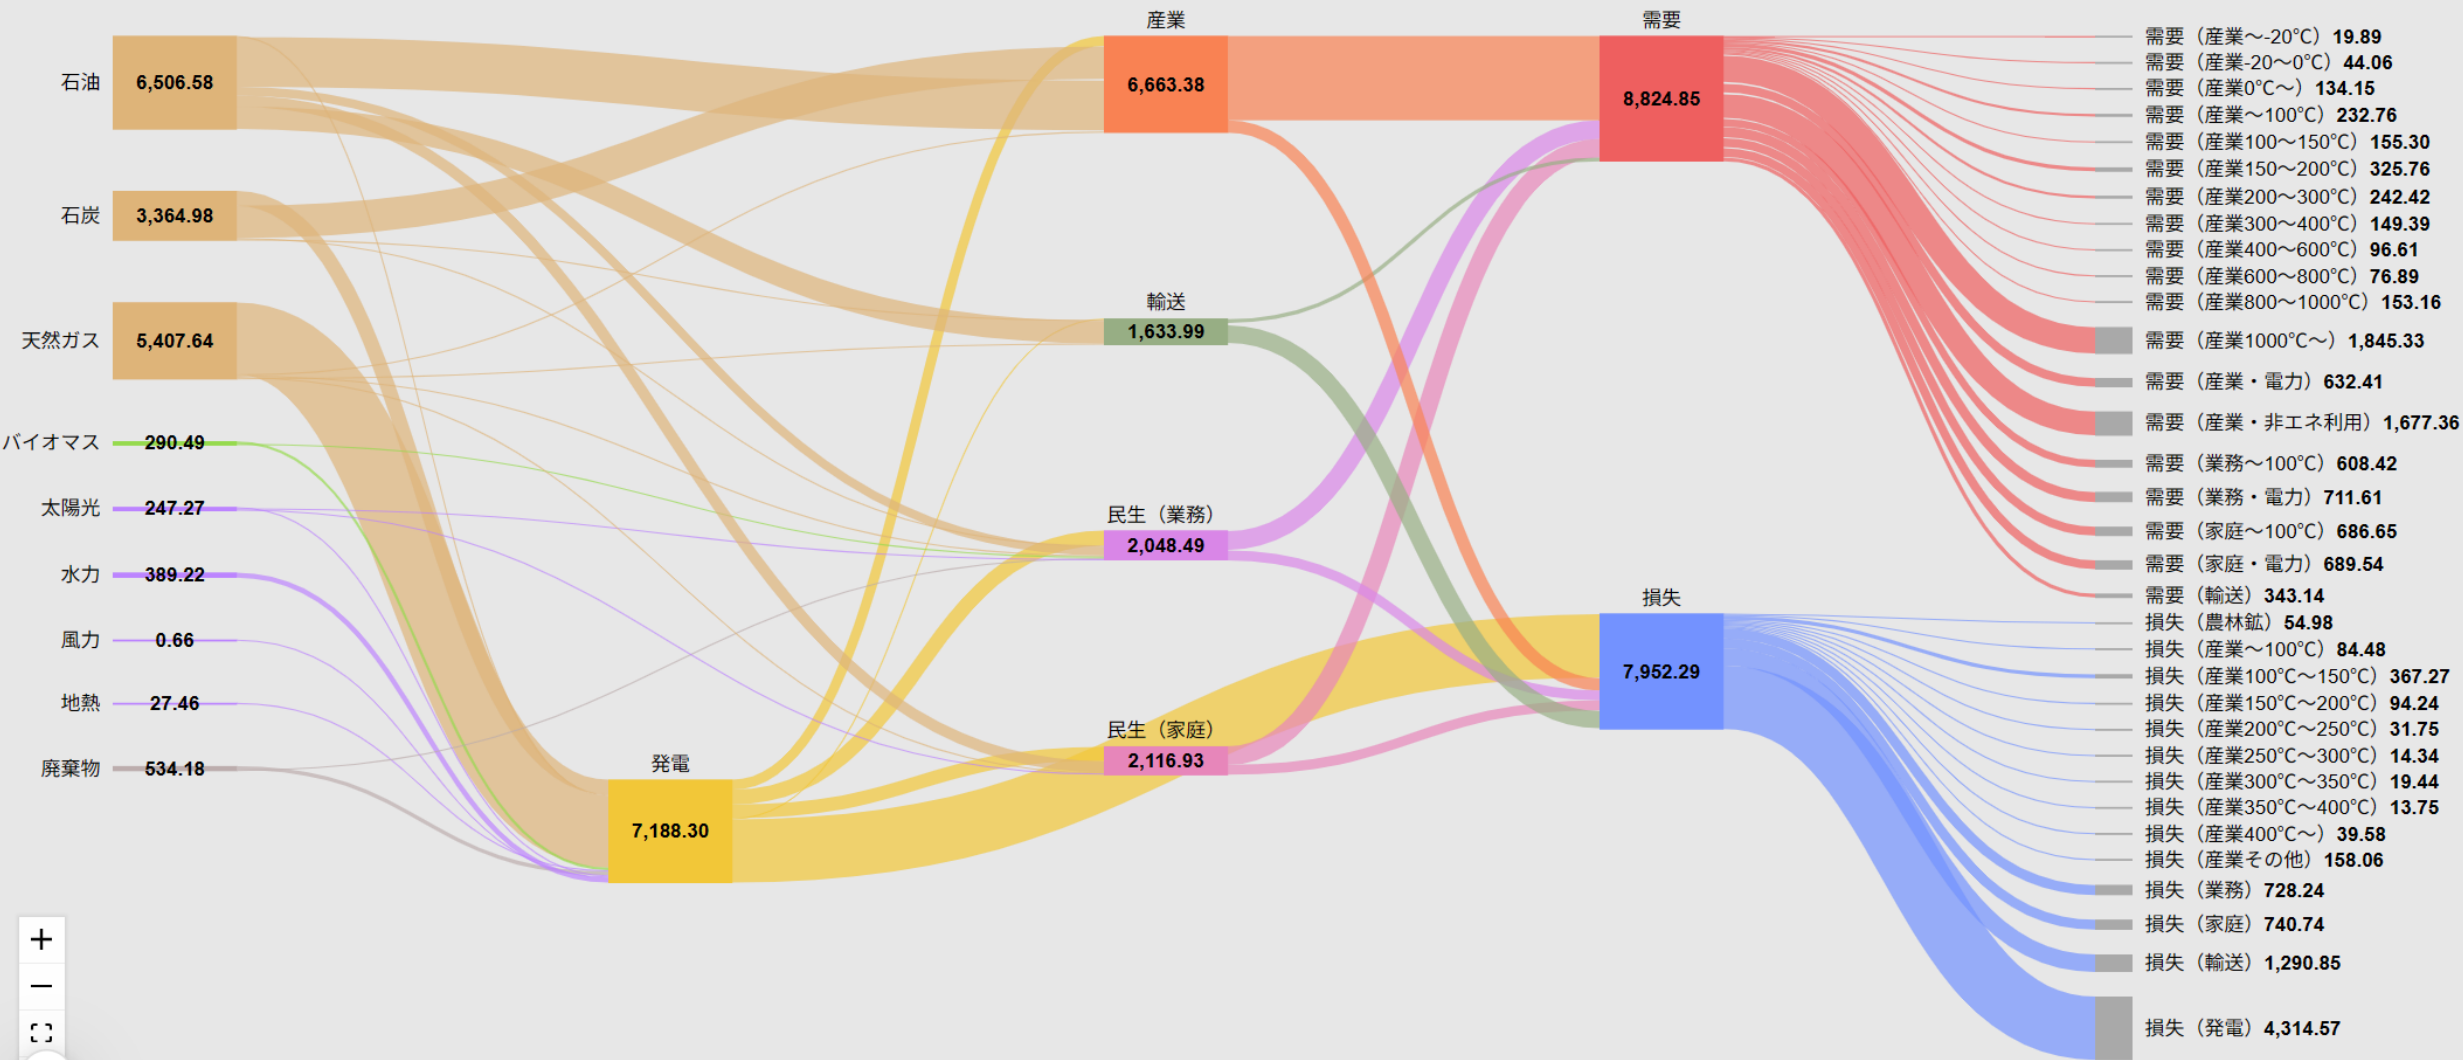 石油 6,506.58
石炭 3,364.98
天然ガス 5,407.64
バイオマス 290.49
太陽光 247.27
水力 389.22
風力 0.66
地熱 27.46
廃棄物 534.18
発電
7,188.30
産業
6,663.38
輸送
1,633.99
民生（業務）
2,048.49
民生（家庭）
2,116.93
需要
8,824.85
損失
7,952.29
需要（産業～-20℃）19.89
需要（産業-20～0℃）44.06
需要（産業0℃～）134.15
需要（産業～100℃）232.76
需要（産業100～150℃）155.30
需要（産業150～200℃）325.76
需要（産業200～300℃）242.42
需要（産業300～400℃）149.39
需要（産業400～600℃）96.61
需要（産業600～800℃）76.89
需要（産業800～1000℃）153.16
需要（産業1000℃～）1,845.33
需要（産業・電力）632.41
需要（産業・非エネ利用）1,677.36
需要（業務～100℃）608.42
需要（業務・電力）711.61
需要（家庭～100℃）686.65
需要（家庭・電力）689.54
需要（輸送）343.14
損失（農林鉱）54.98
損失（産業～100℃）84.48
損失（産業100℃～150℃）367.27
損失（産業150℃～200℃）94.24
損失（産業200℃～250℃）31.75
損失（産業250℃～300℃）14.34
損失（産業300℃～350℃）19.44
損失（産業350℃～400℃）13.75
損失（産業400℃～）39.58
損失（産業その他）158.06
損失（業務）728.24
損失（家庭）740.74
損失（輸送）1,290.85
損失（発電）4,314.57